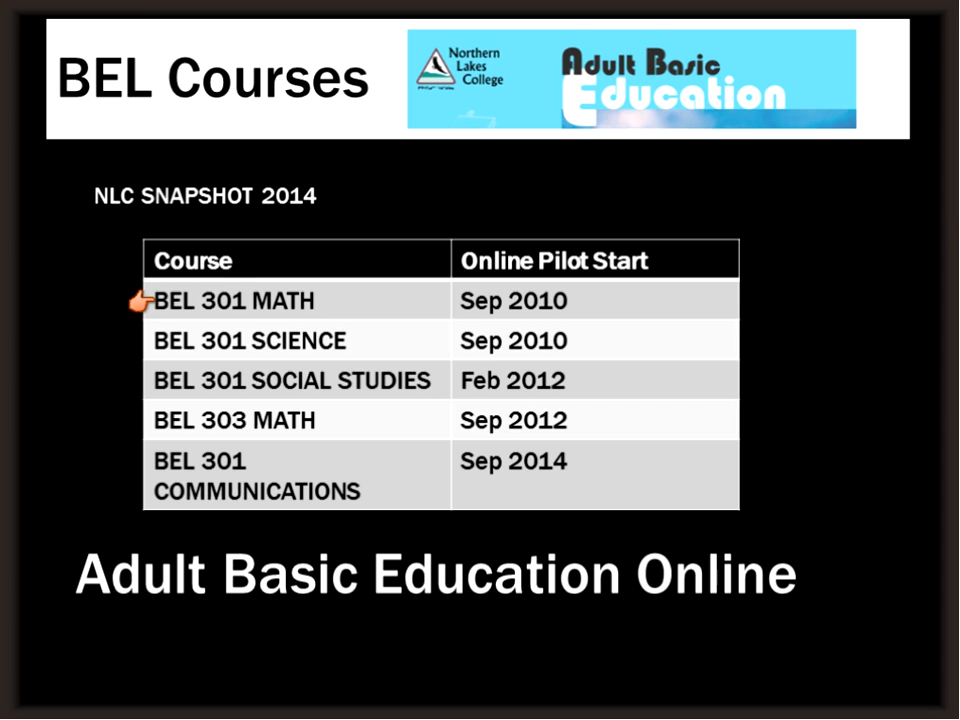 BEL Courses
Northern
Lakes
College
Adult Basic
Education
NLC SNAPSHOT 2014
Course Online Pilot Start
BEL 301 MATH Sep 2010
BEL 301 SCIENCE Sep 2010
BEL 301 SOCIAL STUDIES Feb 2012
BEL 303 MATH Sep 2012
BEL 301 Sep 2014
COMMUNICATIONS
Adult Basic Education Online